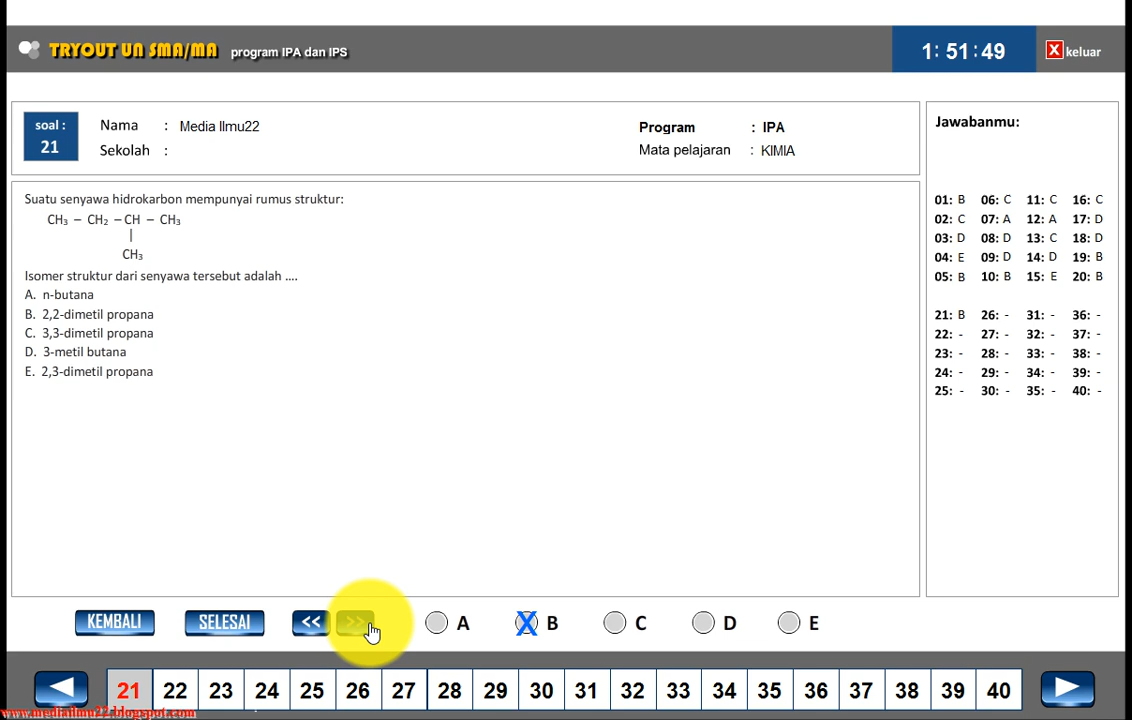 TRYOUT UN SMA/MA program IPA dan IPS
1: 51: 49
X keluar
soal :
21
Nama : Media Ilmu22
Sekolah :
Program : IPA
Mata pelajaran : KIMIA
Jawabanmu:
01: B 06: C 11: C 16: C
02: C 07: A 12: A 17: D
03: D 08: D 13: C 18: D
04: E 09: D 14: D 19: B
05: B 10: B 15: E 20: B
21: B 26: - 31: - 36: -
22: - 27: - 32: - 37: -
23: - 28: - 33: - 38: -
24: - 29: - 34: - 39: -
25: - 30: - 35: - 40: -
Suatu senyawa hidrokarbon mempunyai rumus struktur:
CH₃ – CH₂ – CH – CH₃
|
CH₃
Isomer struktur dari senyawa tersebut adalah ....
A. n-butana
B. 2,2-dimetil propana
C. 3,3-dimetil propana
D. 3-metil butana
E. 2,3-dimetil propana
KEMBALI SELESAI << >> A X B C D E
21 22 23 24 25 26 27 28 29 30 31 32 33 34 35 36 37 38 39 40
www.mediailmu22.blogspot.com